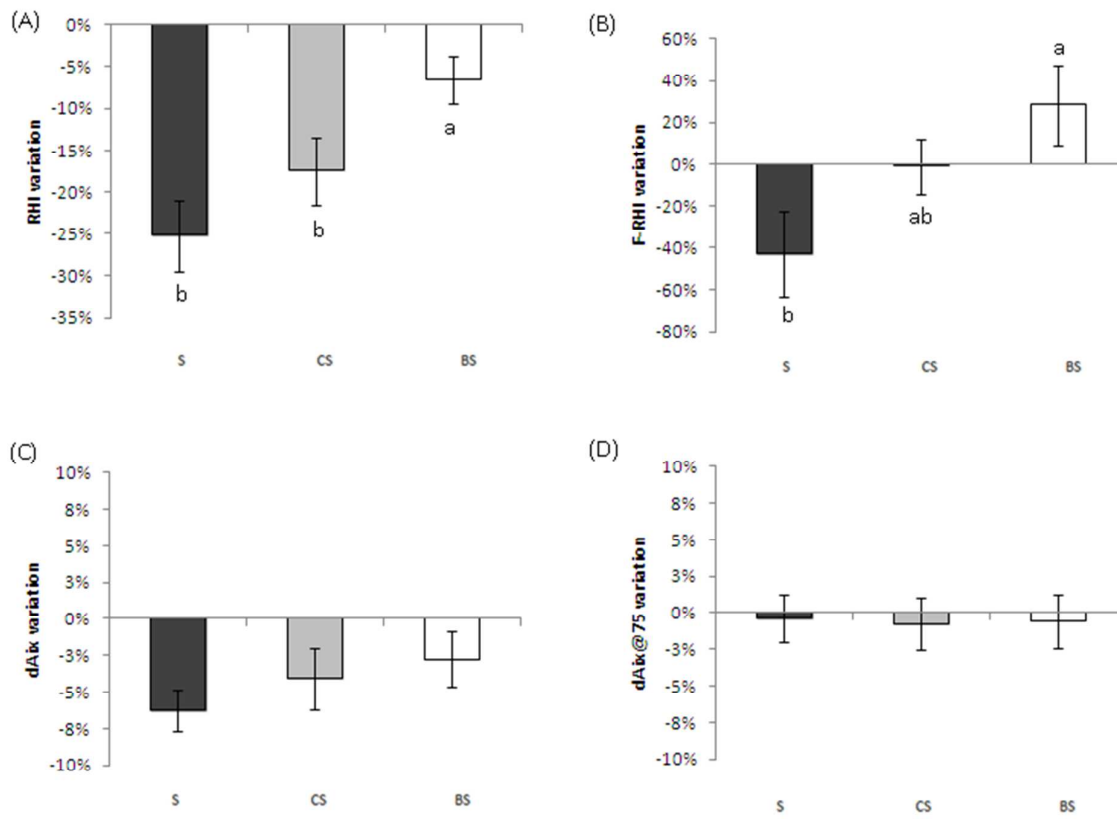 (A)
RHI variation
0%
-5%
-10%
-15%
-20%
-25%
-30%
-35%
b
b
a
S CS BS
(B)
F-RHI variation
60%
40%
20%
0%
-20%
-40%
-60%
-80%
b
ab
a
S CS BS
(C)
dAix variation
10%
8%
5%
3%
0%
-3%
-5%
-8%
-10%
S CS BS
(D)
dAix@75 variation
10%
8%
5%
3%
0%
-3%
-5%
-8%
-10%
S CS BS